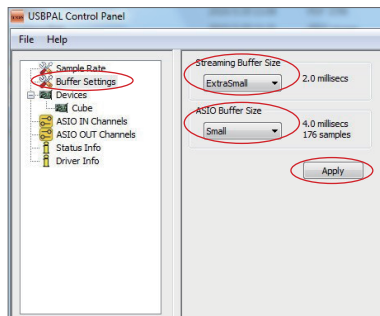 USBPAL Control Panel
File Help
Sample Rate
Buffer Settings
Devices
Cube
ASIO IN Channels
ASIO OUT Channels
Status Info
Driver Info
Streaming Buffer Size
ExtraSmall
2.0 millisecs
ASIO Buffer Size
Small
4.0 millisecs
176 samples
Apply